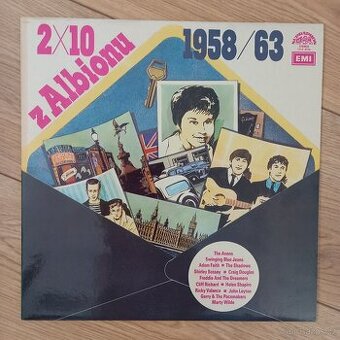 2x10
z Albionu
1958/63
EMI
The Avons
Swinging Blue Jeans
Adam Faith ★ The Shadows
Shirley Bassey ★ Craig Douglas
Freddie And The Dreamers
Cliff Richard ★ Helen Shapiro
Ricky Valance ★ John Leyton
Gerry & The Pacemakers
Marty Wilde